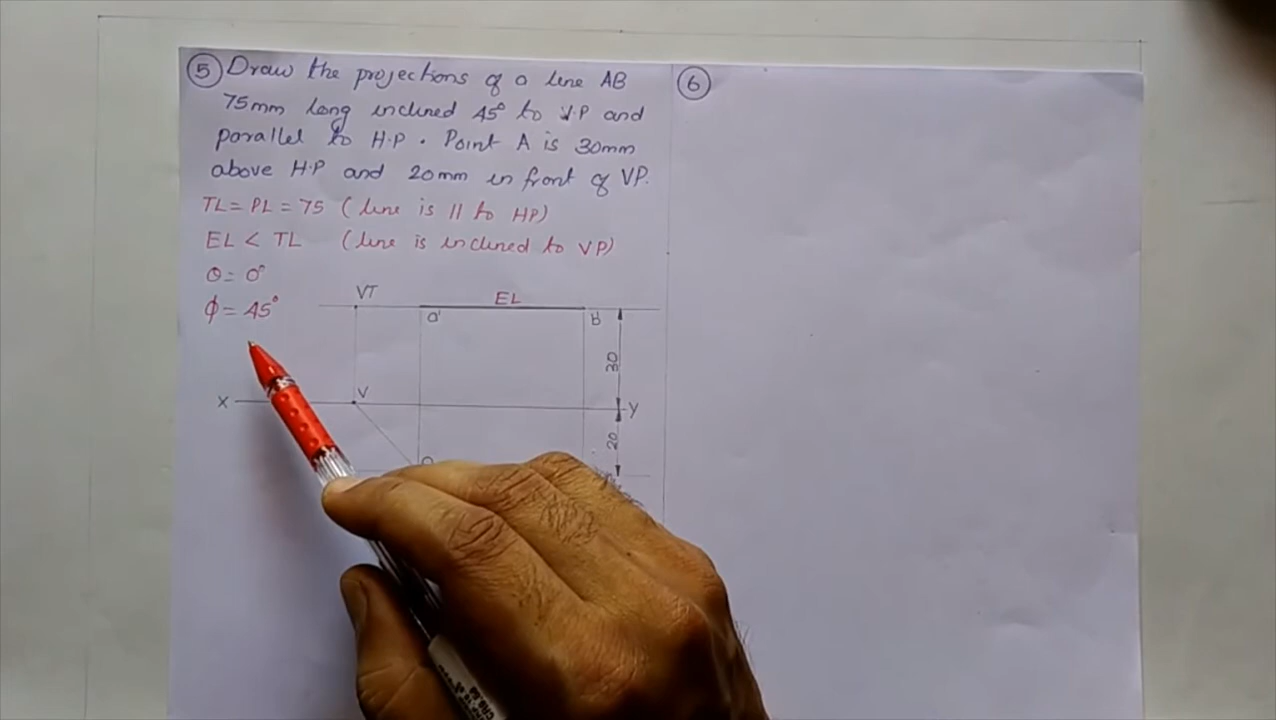 5 Draw the projections of a line AB
75mm long inclined 45° to V.P and
parallel to H.P. Point A is 30mm
above H.P and 20mm in front of VP.
TL = PL = 75 (line is || to HP)
EL < TL (line is inclined to VP)
θ = 0°
ϕ = 45°
VT
EL
a'
b'
30
X
V
Y
20
6